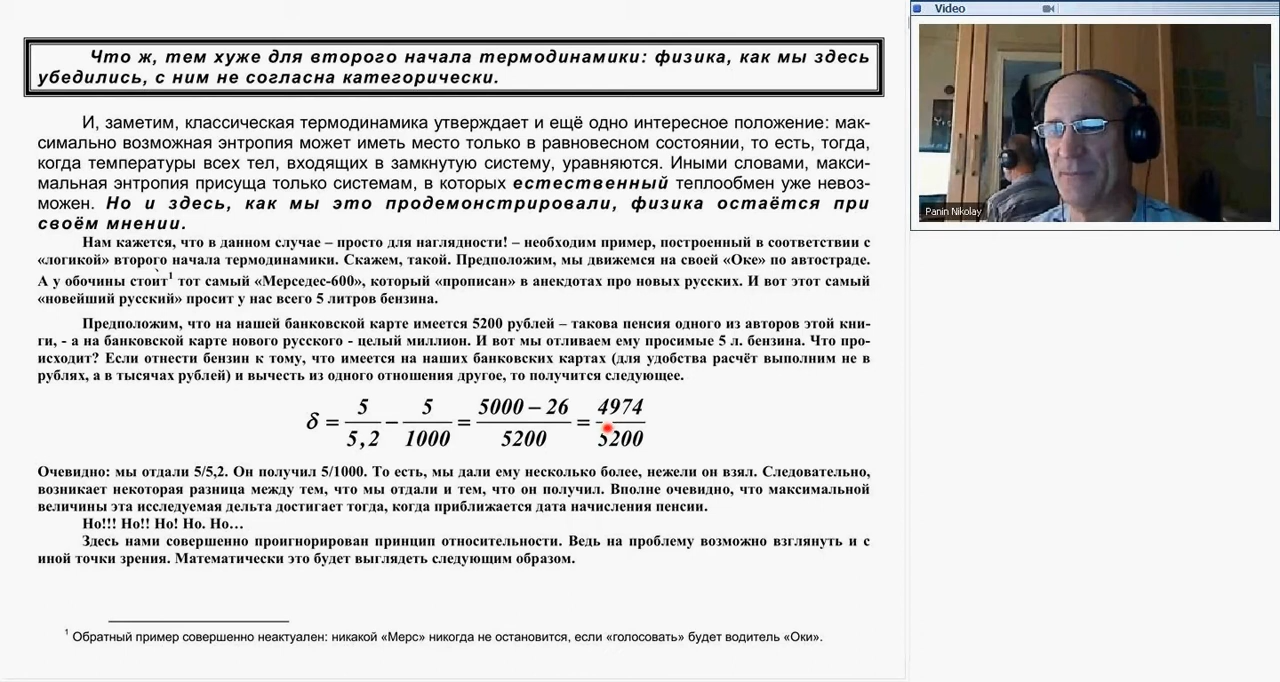 Что ж, тем хуже для второго начала термодинамики: физика, как мы здесь
убедились, с ним не согласна категорически.
И, заметим, классическая термодинамика утверждает и ещё одно интересное положение: мак-
симально возможная энтропия может иметь место только в равновесном состоянии, то есть, тогда,
когда температуры всех тел, входящих в замкнутую систему, уравняются. Иными словами, макси-
мальная энтропия присуща только системам, в которых естественный теплообмен уже невоз-
можен. Но и здесь, как мы это продемонстрировали, физика остаётся при
своём мнении.
Нам кажется, что в данном случае – просто для наглядности! – необходим пример, построенный в соответствии с
«логикой» второго начала термодинамики. Скажем, такой. Предположим, мы движемся на своей «Оке» по автостраде.
А у обочины стоѝт¹ тот самый «Мерседес-600», который «прописан» в анекдотах про новых русских. И вот этот самый
«новейший русский» просит у нас всего 5 литров бензина.
Предположим, что на нашей банковской карте имеется 5200 рублей – такова пенсия одного из авторов этой кни-
ги, - а на банковской карте нового русского - целый миллион. И вот мы отливаем ему просимые 5 л. бензина. Что про-
исходит? Если отнести бензин к тому, что имеется на наших банковских картах (для удобства расчёт выполним не в
рублях, а в тысячах рублей) и вычесть из одного отношения другое, то получится следующее.
δ = 5/5,2 − 5/1000 = (5000 − 26)/5200 = 4974/5200
Очевидно: мы отдали 5/5,2. Он получил 5/1000. То есть, мы дали ему несколько более, нежели он взял. Следовательно,
возникает некоторая разница между тем, что мы отдали и тем, что он получил. Вполне очевидно, что максимальной
величины эта исследуемая дельта достигает тогда, когда приближается дата начисления пенсии.
Но!!! Но!! Но! Но. Но…
Здесь нами совершенно проигнорирован принцип относительности. Ведь на проблему возможно взглянуть и с
иной точки зрения. Математически это будет выглядеть следующим образом.
¹ Обратный пример совершенно неактуален: никакой «Мерс» никогда не остановится, если «голосовать» будет водитель «Оки».
Video
Panin Nikolay